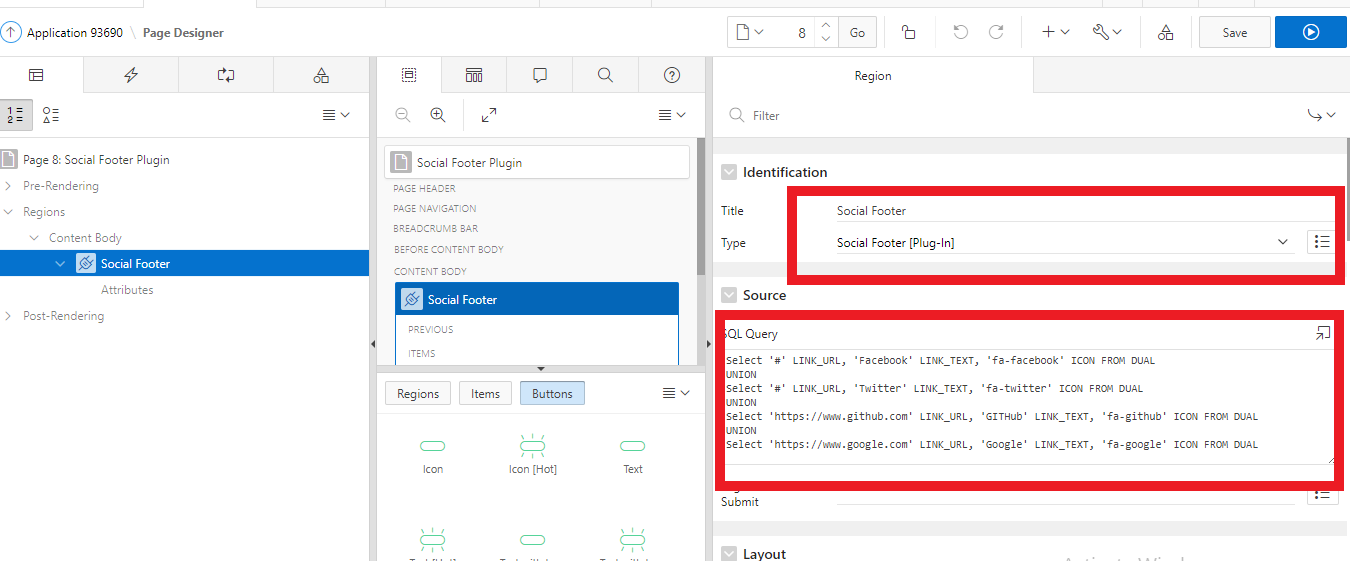 Application 93690 \ Page Designer
8
Go
Save
Region
Filter
Page 8: Social Footer Plugin
Pre-Rendering
Regions
Content Body
Social Footer
Attributes
Post-Rendering
Social Footer Plugin
PAGE HEADER
PAGE NAVIGATION
BREADCRUMB BAR
BEFORE CONTENT BODY
CONTENT BODY
Social Footer
PREVIOUS
ITEMS
Regions
Items
Buttons
Icon
Icon [Hot]
Text
Identification
Title
Social Footer
Type
Social Footer [Plug-In]
Source
SQL Query
Select '#' LINK_URL, 'Facebook' LINK_TEXT, 'fa-facebook' ICON FROM DUAL
UNION
Select '#' LINK_URL, 'Twitter' LINK_TEXT, 'fa-twitter' ICON FROM DUAL
UNION
Select 'https://www.github.com' LINK_URL, 'GITHub' LINK_TEXT, 'fa-github' ICON FROM DUAL
UNION
Select 'https://www.google.com' LINK_URL, 'Google' LINK_TEXT, 'fa-google' ICON FROM DUAL
Submit
Layout